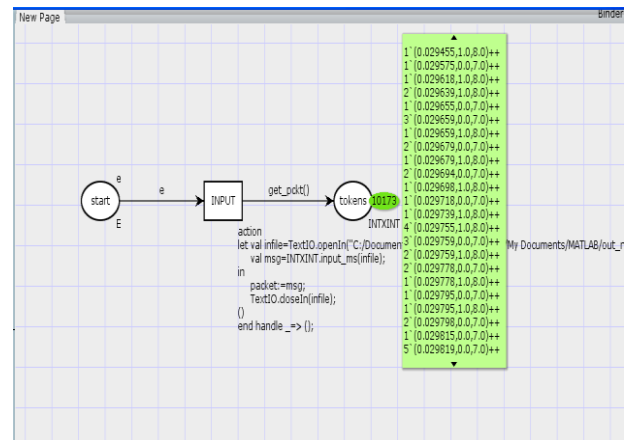 New Page
Binder
1`(0.029455,1.0,8.0)++
1`(0.029575,0.0,7.0)++
1`(0.029618,1.0,8.0)++
2`(0.029639,1.0,8.0)++
1`(0.029655,0.0,7.0)++
3`(0.029659,0.0,7.0)++
1`(0.029659,1.0,8.0)++
2`(0.029679,0.0,7.0)++
1`(0.029679,1.0,8.0)++
2`(0.029694,0.0,7.0)++
1`(0.029698,1.0,8.0)++
1`(0.029718,0.0,7.0)++
1`(0.029739,1.0,8.0)++
4`(0.029755,1.0,8.0)++
3`(0.029759,0.0,7.0)++
2`(0.029759,1.0,8.0)++
2`(0.029778,0.0,7.0)++
1`(0.029778,1.0,8.0)++
1`(0.029795,0.0,7.0)++
1`(0.029795,1.0,8.0)++
2`(0.029798,0.0,7.0)++
1`(0.029815,0.0,7.0)++
5`(0.029819,0.0,7.0)++
e
start
E
e
INPUT
get_pckt()
tokens
10173
INTXINT
action
let val infile=TextIO.openIn("C:/Documen My Documents/MATLAB/out_n
val msg=INTXINT.input_ms(infile);
in
packet:=msg;
TextIO.closeIn(infile);
()
end handle _=> ();